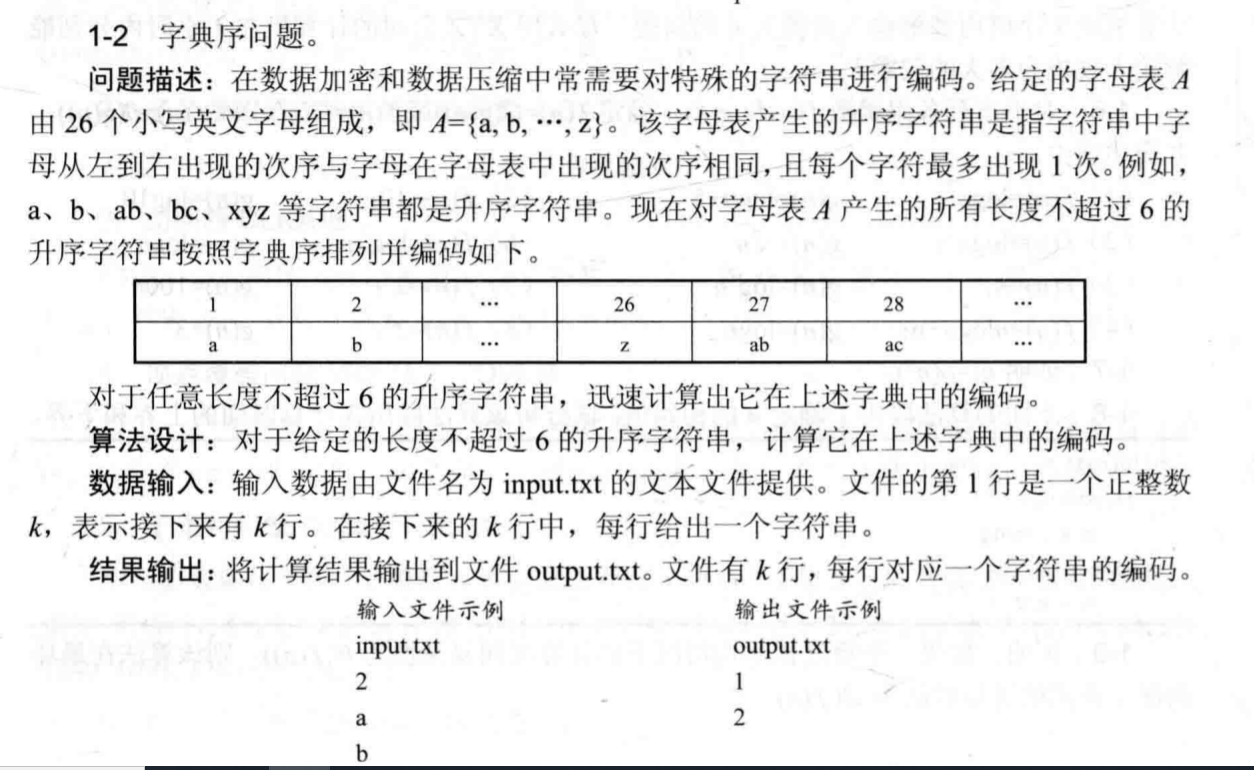 1-2 字典序问题。
问题描述：在数据加密和数据压缩中常需要对特殊的字符串进行编码。给定的字母表 A
由 26 个小写英文字母组成，即 A={a, b, ⋯, z}。该字母表产生的升序字符串是指字符串中字
母从左到右出现的次序与字母在字母表中出现的次序相同，且每个字符最多出现 1 次。例如，
a、b、ab、bc、xyz 等字符串都是升序字符串。现在对字母表 A 产生的所有长度不超过 6 的
升序字符串按照字典序排列并编码如下。
1 2 ⋯ 26 27 28 ⋯
a b ⋯ z ab ac ⋯
对于任意长度不超过 6 的升序字符串，迅速计算出它在上述字典中的编码。
算法设计：对于给定的长度不超过 6 的升序字符串，计算它在上述字典中的编码。
数据输入：输入数据由文件名为 input.txt 的文本文件提供。文件的第 1 行是一个正整数
k，表示接下来有 k 行。在接下来的 k 行中，每行给出一个字符串。
结果输出：将计算结果输出到文件 output.txt。文件有 k 行，每行对应一个字符串的编码。
输入文件示例 输出文件示例
input.txt output.txt
2 1
a 2
b